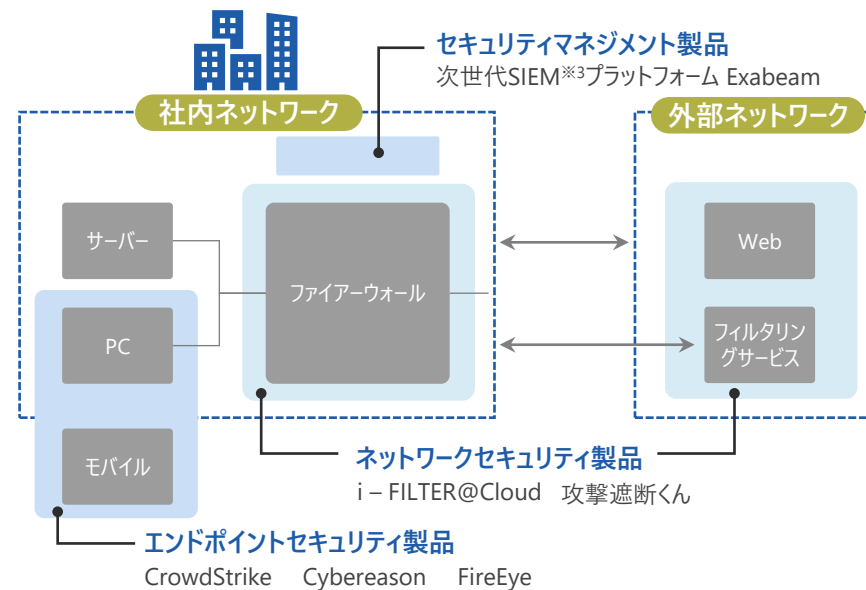 セキュリティマネジメント製品
次世代SIEM※3プラットフォーム Exabeam
社内ネットワーク
外部ネットワーク
サーバー
ファイアーウォール
Web
PC
フィルタリン
グサービス
モバイル
ネットワークセキュリティ製品
i – FILTER@Cloud 攻撃遮断くん
エンドポイントセキュリティ製品
CrowdStrike Cybereason FireEye